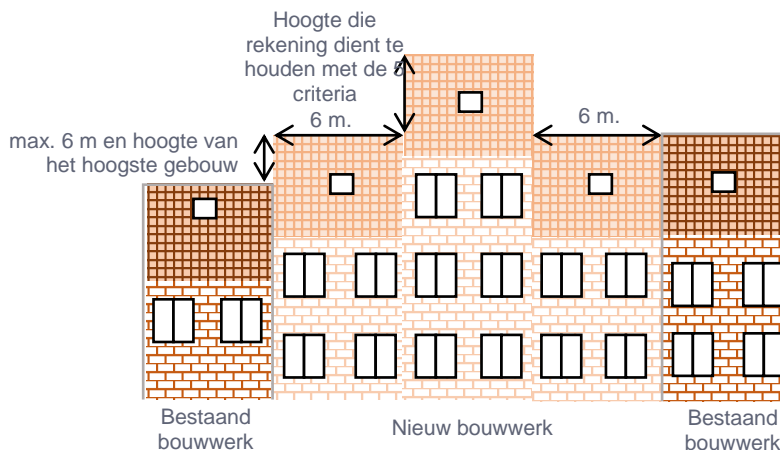 Hoogte die
rekening dient te
houden met de 5
criteria
6 m.
6 m.
max. 6 m en hoogte van
het hoogste gebouw
Bestaand
bouwwerk
Nieuw bouwwerk
Bestaand
bouwwerk